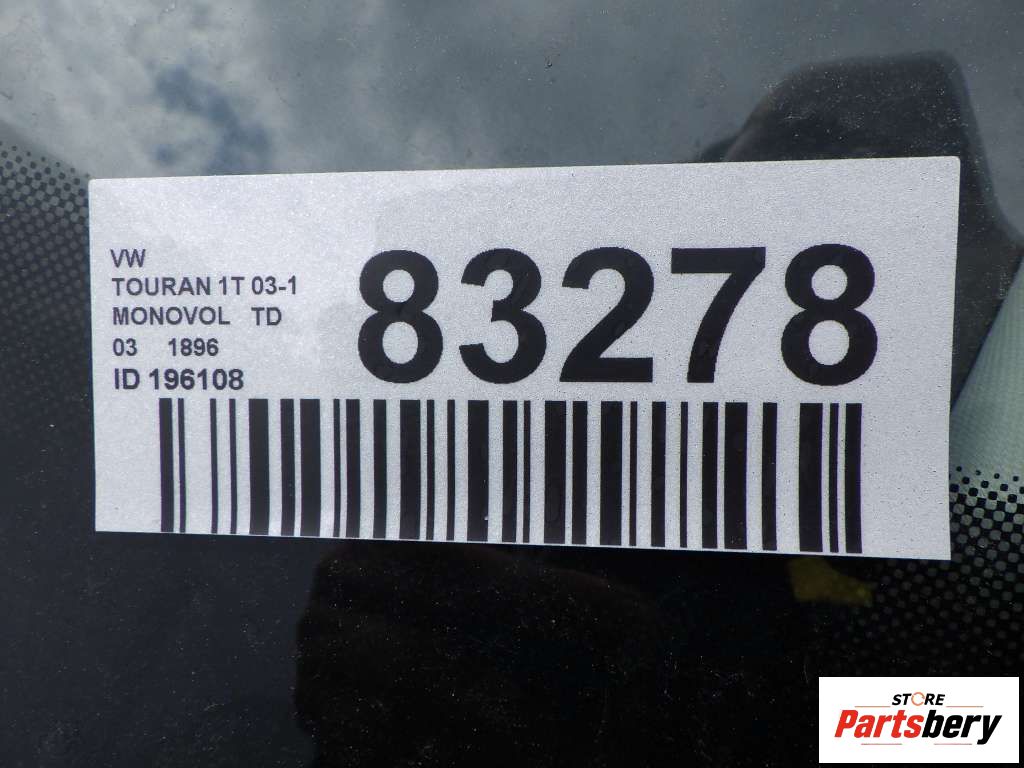 VW
TOURAN 1T 03-1
MONOVOL TD
03 1896
ID 196108
83278
STORE
Partsbery